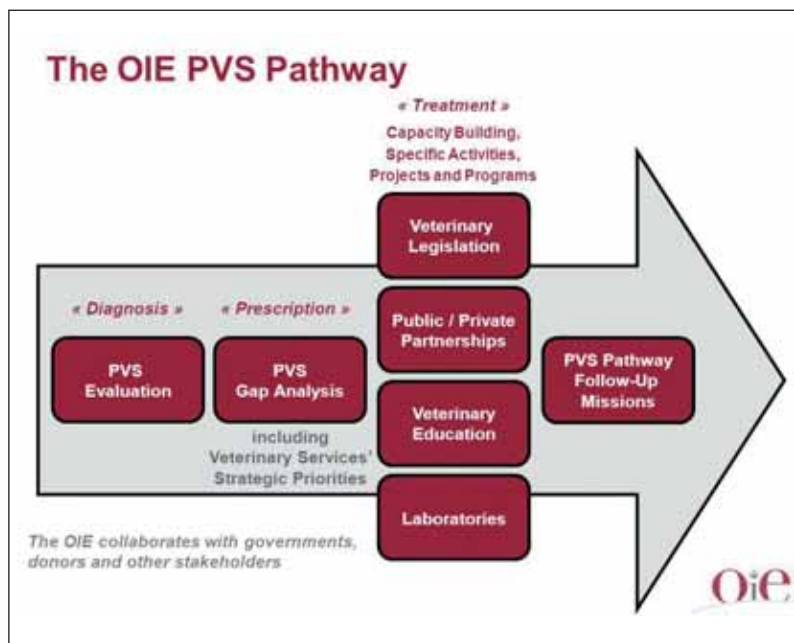 The OIE PVS Pathway
« Treatment »
Capacity Building,
Specific Activities,
Projects and Programs
Veterinary
Legislation
« Diagnosis »
« Prescription »
Public / Private
Partnerships
PVS
Evaluation
PVS
Gap Analysis
PVS Pathway
Follow-Up
Missions
including
Veterinary Services'
Strategic Priorities
Veterinary
Education
Laboratories
The OIE collaborates with governments,
donors and other stakeholders
OiE